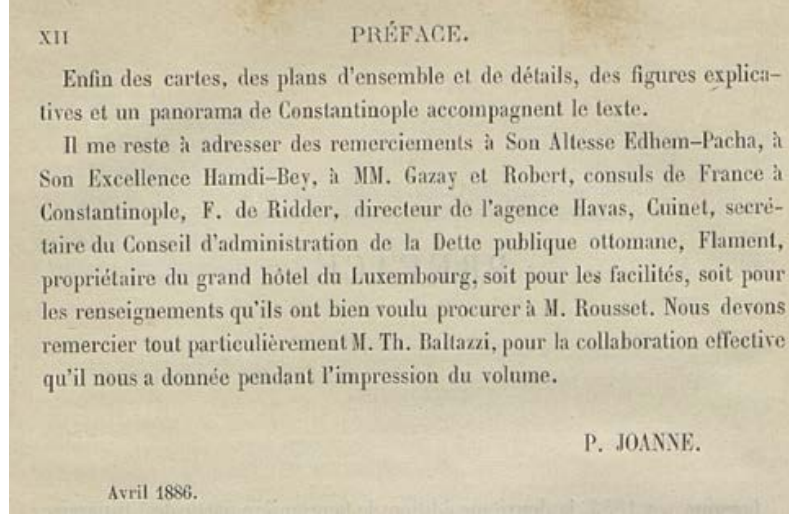 XII PRÉFACE.
Enfin des cartes, des plans d'ensemble et de détails, des figures explica-
tives et un panorama de Constantinople accompagnent le texte.
Il me reste à adresser des remerciements à Son Altesse Edhem-Pacha, à
Son Excellence Hamdi-Bey, à MM. Gazay et Robert, consuls de France à
Constantinople, F. de Ridder, directeur de l'agence Havas, Cuinet, secré-
taire du Conseil d'administration de la Dette publique ottomane, Flament,
propriétaire du grand hôtel du Luxembourg, soit pour les facilités, soit pour
les renseignements qu'ils ont bien voulu procurer à M. Rousset. Nous devons
remercier tout particulièrement M. Th. Baltazzi, pour la collaboration effective
qu'il nous a donnée pendant l'impression du volume.
P. JOANNE.
Avril 1886.